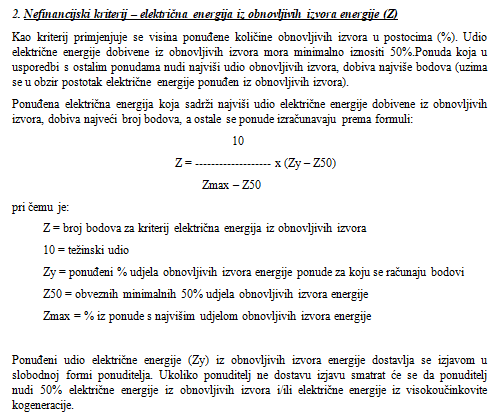 2. Nefinancijski kriterij – električna energija iz obnovljivih izvora energije (Z)
Kao kriterij primjenjuje se visina ponuđene količine obnovljivih izvora u postocima (%). Udio
električne energije dobivene iz obnovljivih izvora mora minimalno iznositi 50%.Ponuda koja u
usporedbi s ostalim ponudama nudi najviši udio obnovljivih izvora, dobiva najviše bodova (uzima
se u obzir postotak električne energije ponuđen iz obnovljivih izvora).
Ponuđena električna energija koja sadrži najviši udio električne energije dobivene iz obnovljivih
izvora, dobiva najveći broj bodova, a ostale se ponude izračunavaju prema formuli:
10
Z = ------------------- x (Zy – Z50)
Zmax – Z50
pri čemu je:
Z = broj bodova za kriterij električna energija iz obnovljivih izvora
10 = težinski udio
Zy = ponuđeni % udjela obnovljivih izvora energije ponude za koju se računaju bodovi
Z50 = obveznih minimalnih 50% udjela obnovljivih izvora energije
Zmax = % iz ponude s najvišim udjelom obnovljivih izvora energije
Ponuđeni udio električne energije (Zy) iz obnovljivih izvora energije dostavlja se izjavom u
slobodnoj formi ponuditelja. Ukoliko ponuditelj ne dostavu izjavu smatrat će se da ponuditelj
nudi 50% električne energije iz obnovljivih izvora i/ili električne energije iz visokoučinkovite
kogeneracije.